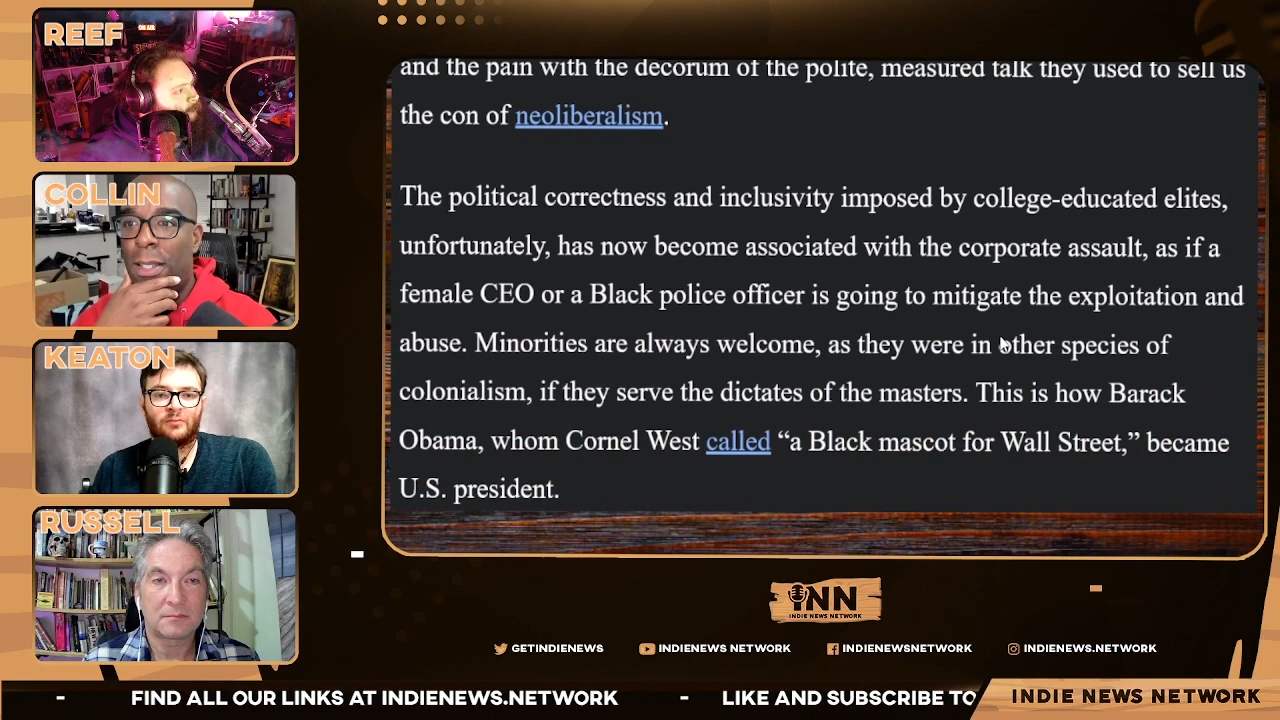 REEF
ON AIR
COLLIN
KEATON
RUSSELL
and the pain with the decorum of the polite, measured talk they used to sell us
the con of neoliberalism.
The political correctness and inclusivity imposed by college-educated elites,
unfortunately, has now become associated with the corporate assault, as if a
female CEO or a Black police officer is going to mitigate the exploitation and
abuse. Minorities are always welcome, as they were in other species of
colonialism, if they serve the dictates of the masters. This is how Barack
Obama, whom Cornel West called “a Black mascot for Wall Street,” became
U.S. president.
INN
INDIE NEWS NETWORK
GETINDIENEWS
INDIENEWS NETWORK
INDIENEWSNETWORK
INDIENEWS.NETWORK
- FIND ALL OUR LINKS AT INDIENEWS.NETWORK - LIKE AND SUBSCRIBE TO
INDIE NEWS NETWORK